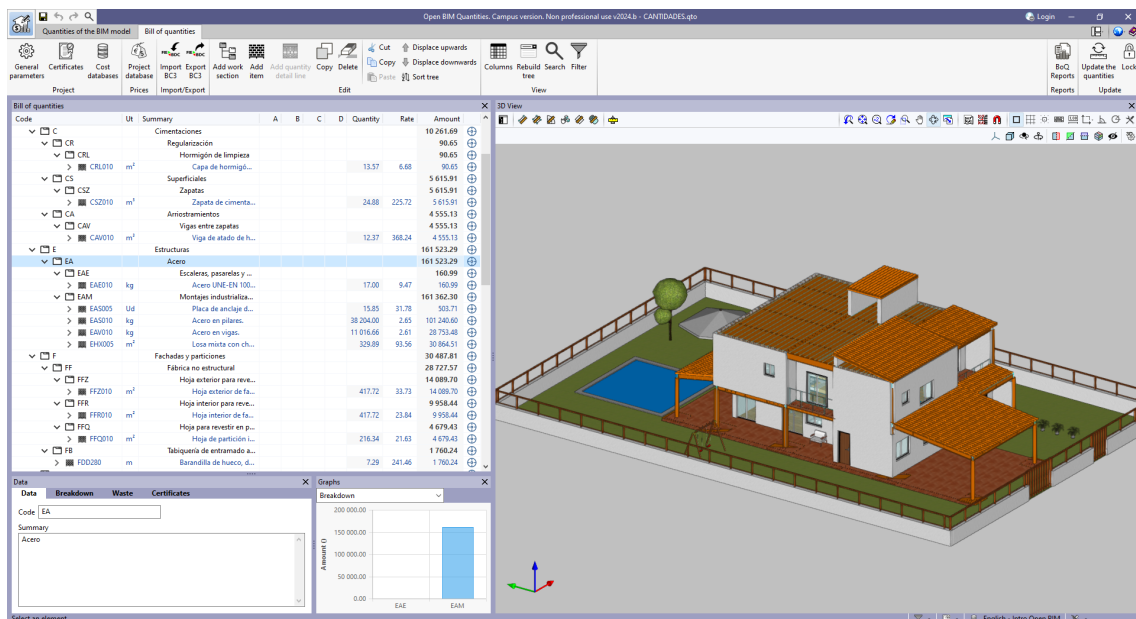 Open BIM Quantities. Campus version. Non professional use v2024.b - CANTIDADES.qto
Login
Quantities of the BIM model Bill of quantities
General parameters Certificates Cost databases Project database Import BC3 Export BC3 Add work section Add item Add quantity detail line Copy Delete Cut Copy Paste Displace upwards Displace downwards Sort tree Columns Rebuild tree Search Filter BoQ Reports Update the quantities Lock
Project Prices Import/Export Edit View Reports Update
Bill of quantities
Code Ut Summary A B C D Quantity Rate Amount
C Cimentaciones 10 261.69
CR Regularización 90.65
CRL Hormigón de limpieza 90.65
CRL010 m² Capa de hormigó... 13.57 6.68 90.65
CS Superficiales 5 615.91
CSZ Zapatas 5 615.91
CSZ010 m³ Zapata de cimenta... 24.88 225.72 5 615.91
CA Arriostramientos 4 555.13
CAV Vigas entre zapatas 4 555.13
CAV010 m³ Viga de atado de h... 12.37 368.24 4 555.13
E Estructuras 161 523.29
EA Acero 161 523.29
EAE Escaleras, pasarelas y ... 160.99
EAE010 kg Acero UNE-EN 100... 17.00 9.47 160.99
EAM Montajes industrializa... 161 362.30
EAS005 Ud Placa de anclaje d... 15.85 31.78 503.71
EAS010 kg Acero en pilares. 38 204.00 2.65 101 240.60
EAV010 kg Acero en vigas. 11 016.66 2.61 28 753.48
EHX005 m² Losa mixta con ch... 329.89 93.56 30 864.51
F Fachadas y particiones 30 487.81
FF Fábrica no estructural 28 727.57
FFZ Hoja exterior para reve... 14 089.70
FFZ010 m² Hoja exterior de fa... 417.72 33.73 14 089.70
FFR Hoja interior para reve... 9 958.44
FFR010 m² Hoja interior de fa... 417.72 23.84 9 958.44
FFQ Hoja para revestir en p... 4 679.43
FFQ010 m² Hoja de partición i... 216.34 21.63 4 679.43
FB Tabiquería de entramado a... 1 760.24
FDD280 m Barandilla de hueco, d... 7.29 241.46 1 760.24
3D View
Data
Data Breakdown Waste Certificates
Code EA
Summary
Acero
Graphs
Breakdown
Amount ()
200 000.00
150 000.00
100 000.00
50 000.00
0.00
EAE EAM
Select an element
English - Intro Open BIM